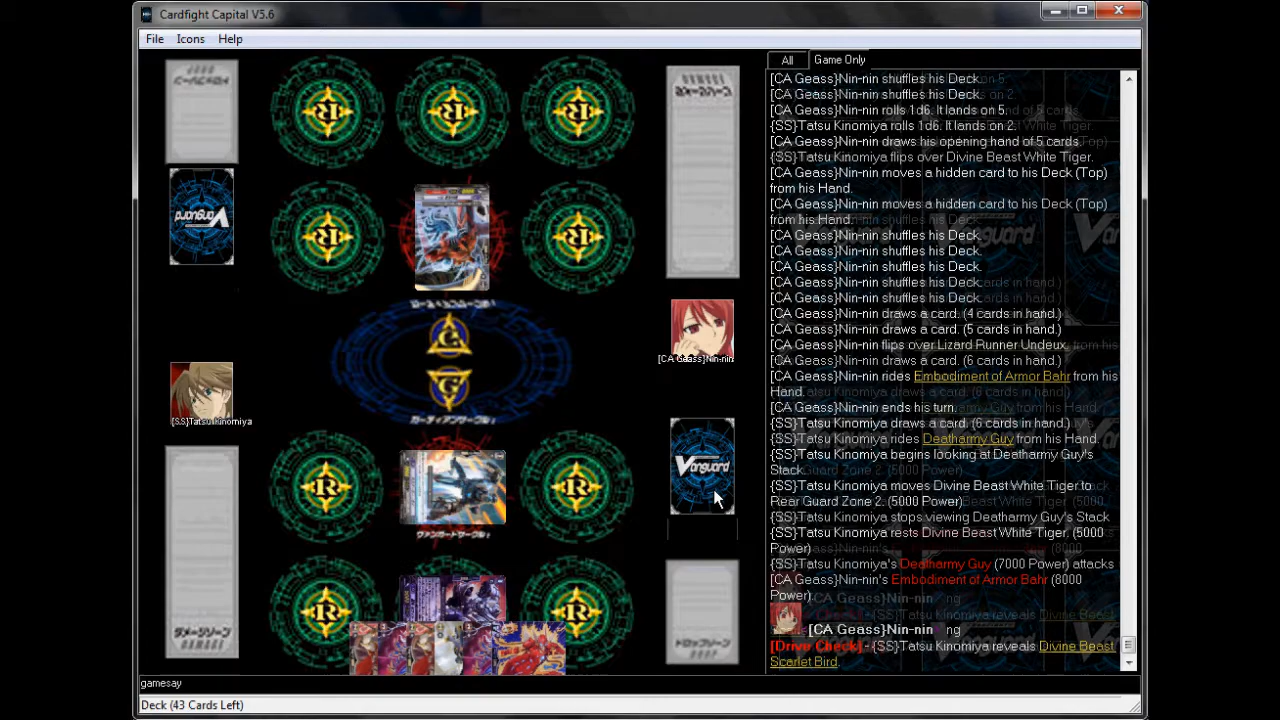 Cardfight Capital V5.6
File Icons Help
All Game Only
[CA Geass}Nin-nin shuffles his Deck.
[CA Geass}Nin-nin shuffles his Deck.
[CA Geass}Nin-nin rolls 1d6. It lands on 5.
{SS}Tatsu Kinomiya rolls 1d6. It lands on 2.
[CA Geass}Nin-nin draws his opening hand of 5 cards.
{SS}Tatsu Kinomiya flips over Divine Beast White Tiger.
[CA Geass}Nin-nin moves a hidden card to his Deck (Top)
from his Hand.
[CA Geass}Nin-nin moves a hidden card to his Deck (Top)
from his Hand.
[CA Geass}Nin-nin shuffles his Deck.
[CA Geass}Nin-nin shuffles his Deck.
[CA Geass}Nin-nin shuffles his Deck.
[CA Geass}Nin-nin shuffles his Deck.
[CA Geass}Nin-nin shuffles his Deck.
[CA Geass}Nin-nin draws a card. (4 cards in hand.)
[CA Geass}Nin-nin draws a card. (5 cards in hand.)
[CA Geass}Nin-nin flips over Lizard Runner Undeux.
[CA Geass}Nin-nin draws a card. (6 cards in hand.)
[CA Geass}Nin-nin rides Embodiment of Armor Bahr from his
Hand.
[CA Geass}Nin-nin ends his turn.
{SS}Tatsu Kinomiya draws a card. (6 cards in hand.)
{SS}Tatsu Kinomiya rides Deatharmy Guy from his Hand.
{SS}Tatsu Kinomiya begins looking at Deatharmy Guy's
Stack.
{SS}Tatsu Kinomiya moves Divine Beast White Tiger to
Rear Guard Zone 2. (5000 Power)
{SS}Tatsu Kinomiya stops viewing Deatharmy Guy's Stack
{SS}Tatsu Kinomiya rests Divine Beast White Tiger. (5000
Power)
{SS}Tatsu Kinomiya's Deatharmy Guy (7000 Power) attacks
[CA Geass}Nin-nin's Embodiment of Armor Bahr (8000
Power).
[CA Geass}Nin-nin ng
[Drive Check] - {SS}Tatsu Kinomiya reveals Divine Beast
Scarlet Bird.
[CA Geass}Nin-nin
{SS}Tatsu Kinomiya
Vanguard
Vanguard
G
G
R
R
R
R
R
R
R
R
R
DAMAGE
gamesay
Deck (43 Cards Left)